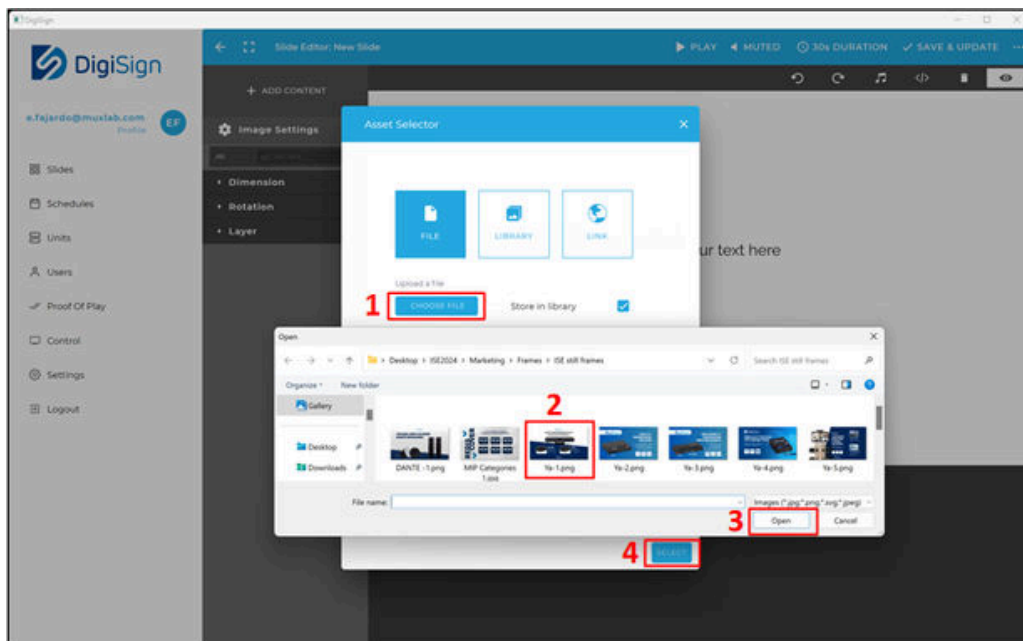 DigiSign
Slide Editor: New Slide
PLAY
MUTED
30s DURATION
SAVE & UPDATE
DigiSign
e.fajardo@muxlab.com
Profile
EF
Slides
Schedules
Units
Users
Proof Of Play
Control
Settings
Logout
+ ADD CONTENT
Image Settings
Dimension
Rotation
Layer
ur text here
Asset Selector
FILE
LIBRARY
LINK
Upload a file
1
CHOOSE FILE
Store in library
Open
Desktop > ISE2024 > Marketing > Frames > ISE still frames
Search ISE still frames
Organize
New folder
2
Gallery
Desktop
Downloads
DANTE -1.png
MIP Categories
Ya-1.png
Ya-2.png
Ya-3.png
Ya-4.png
Ya-5.png
File name:
Images (*.jpg;*.png;*.svg;*.jpeg)
3
Open
Cancel
4
SELECT